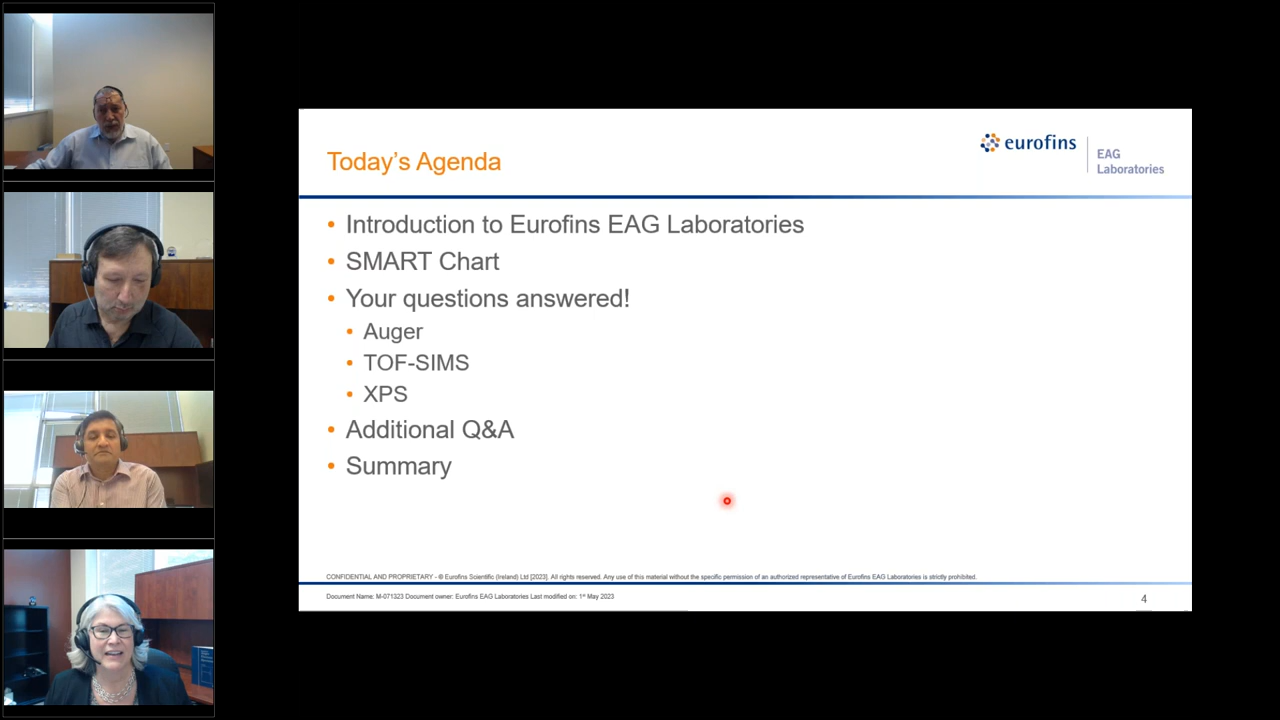 Today's Agenda
eurofins
EAG
Laboratories
• Introduction to Eurofins EAG Laboratories
• SMART Chart
• Your questions answered!
• Auger
• TOF-SIMS
• XPS
• Additional Q&A
• Summary
CONFIDENTIAL AND PROPRIETARY - © Eurofins Scientific (Ireland) Ltd [2023]. All rights reserved. Any use of this material without the specific permission of an authorized representative of Eurofins EAG Laboratories is strictly prohibited.
Document Name: M-071323 Document owner: Eurofins EAG Laboratories Last modified on: 1st May 2023
4